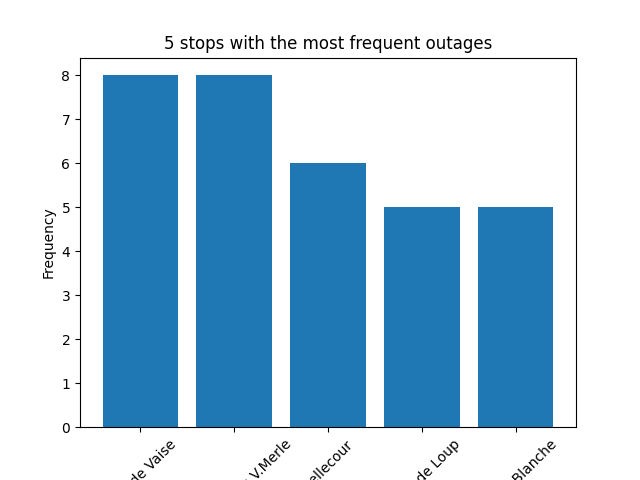 5 stops with the most frequent outages
Frequency
8
7
6
5
4
3
2
1
0
de Vaise
V.Merle
ellecour
de Loup
Blanche